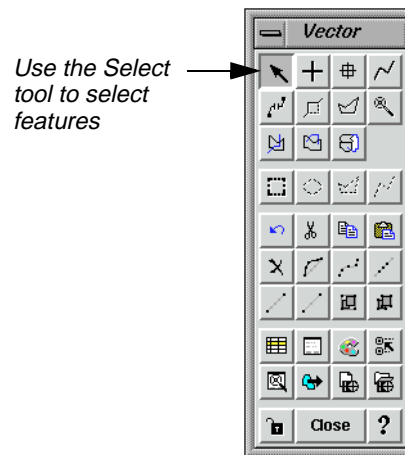 Vector
Use the Select
tool to select
features
Close ?